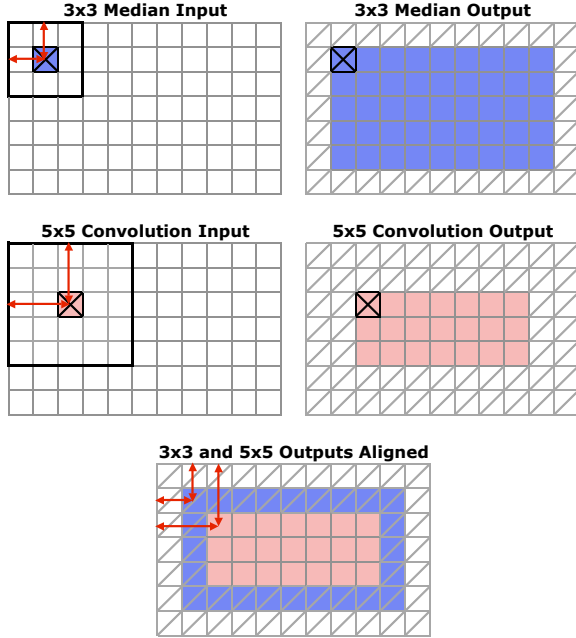 3x3 Median Input
3x3 Median Output
5x5 Convolution Input
5x5 Convolution Output
3x3 and 5x5 Outputs Aligned